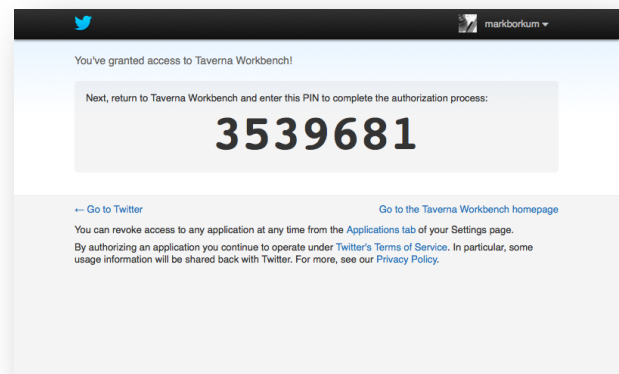 markborkum
You've granted access to Taverna Workbench!
Next, return to Taverna Workbench and enter this PIN to complete the authorization process:
3539681
← Go to Twitter
Go to the Taverna Workbench homepage
You can revoke access to any application at any time from the Applications tab of your Settings page.
By authorizing an application you continue to operate under Twitter's Terms of Service. In particular, some
usage information will be shared back with Twitter. For more, see our Privacy Policy.